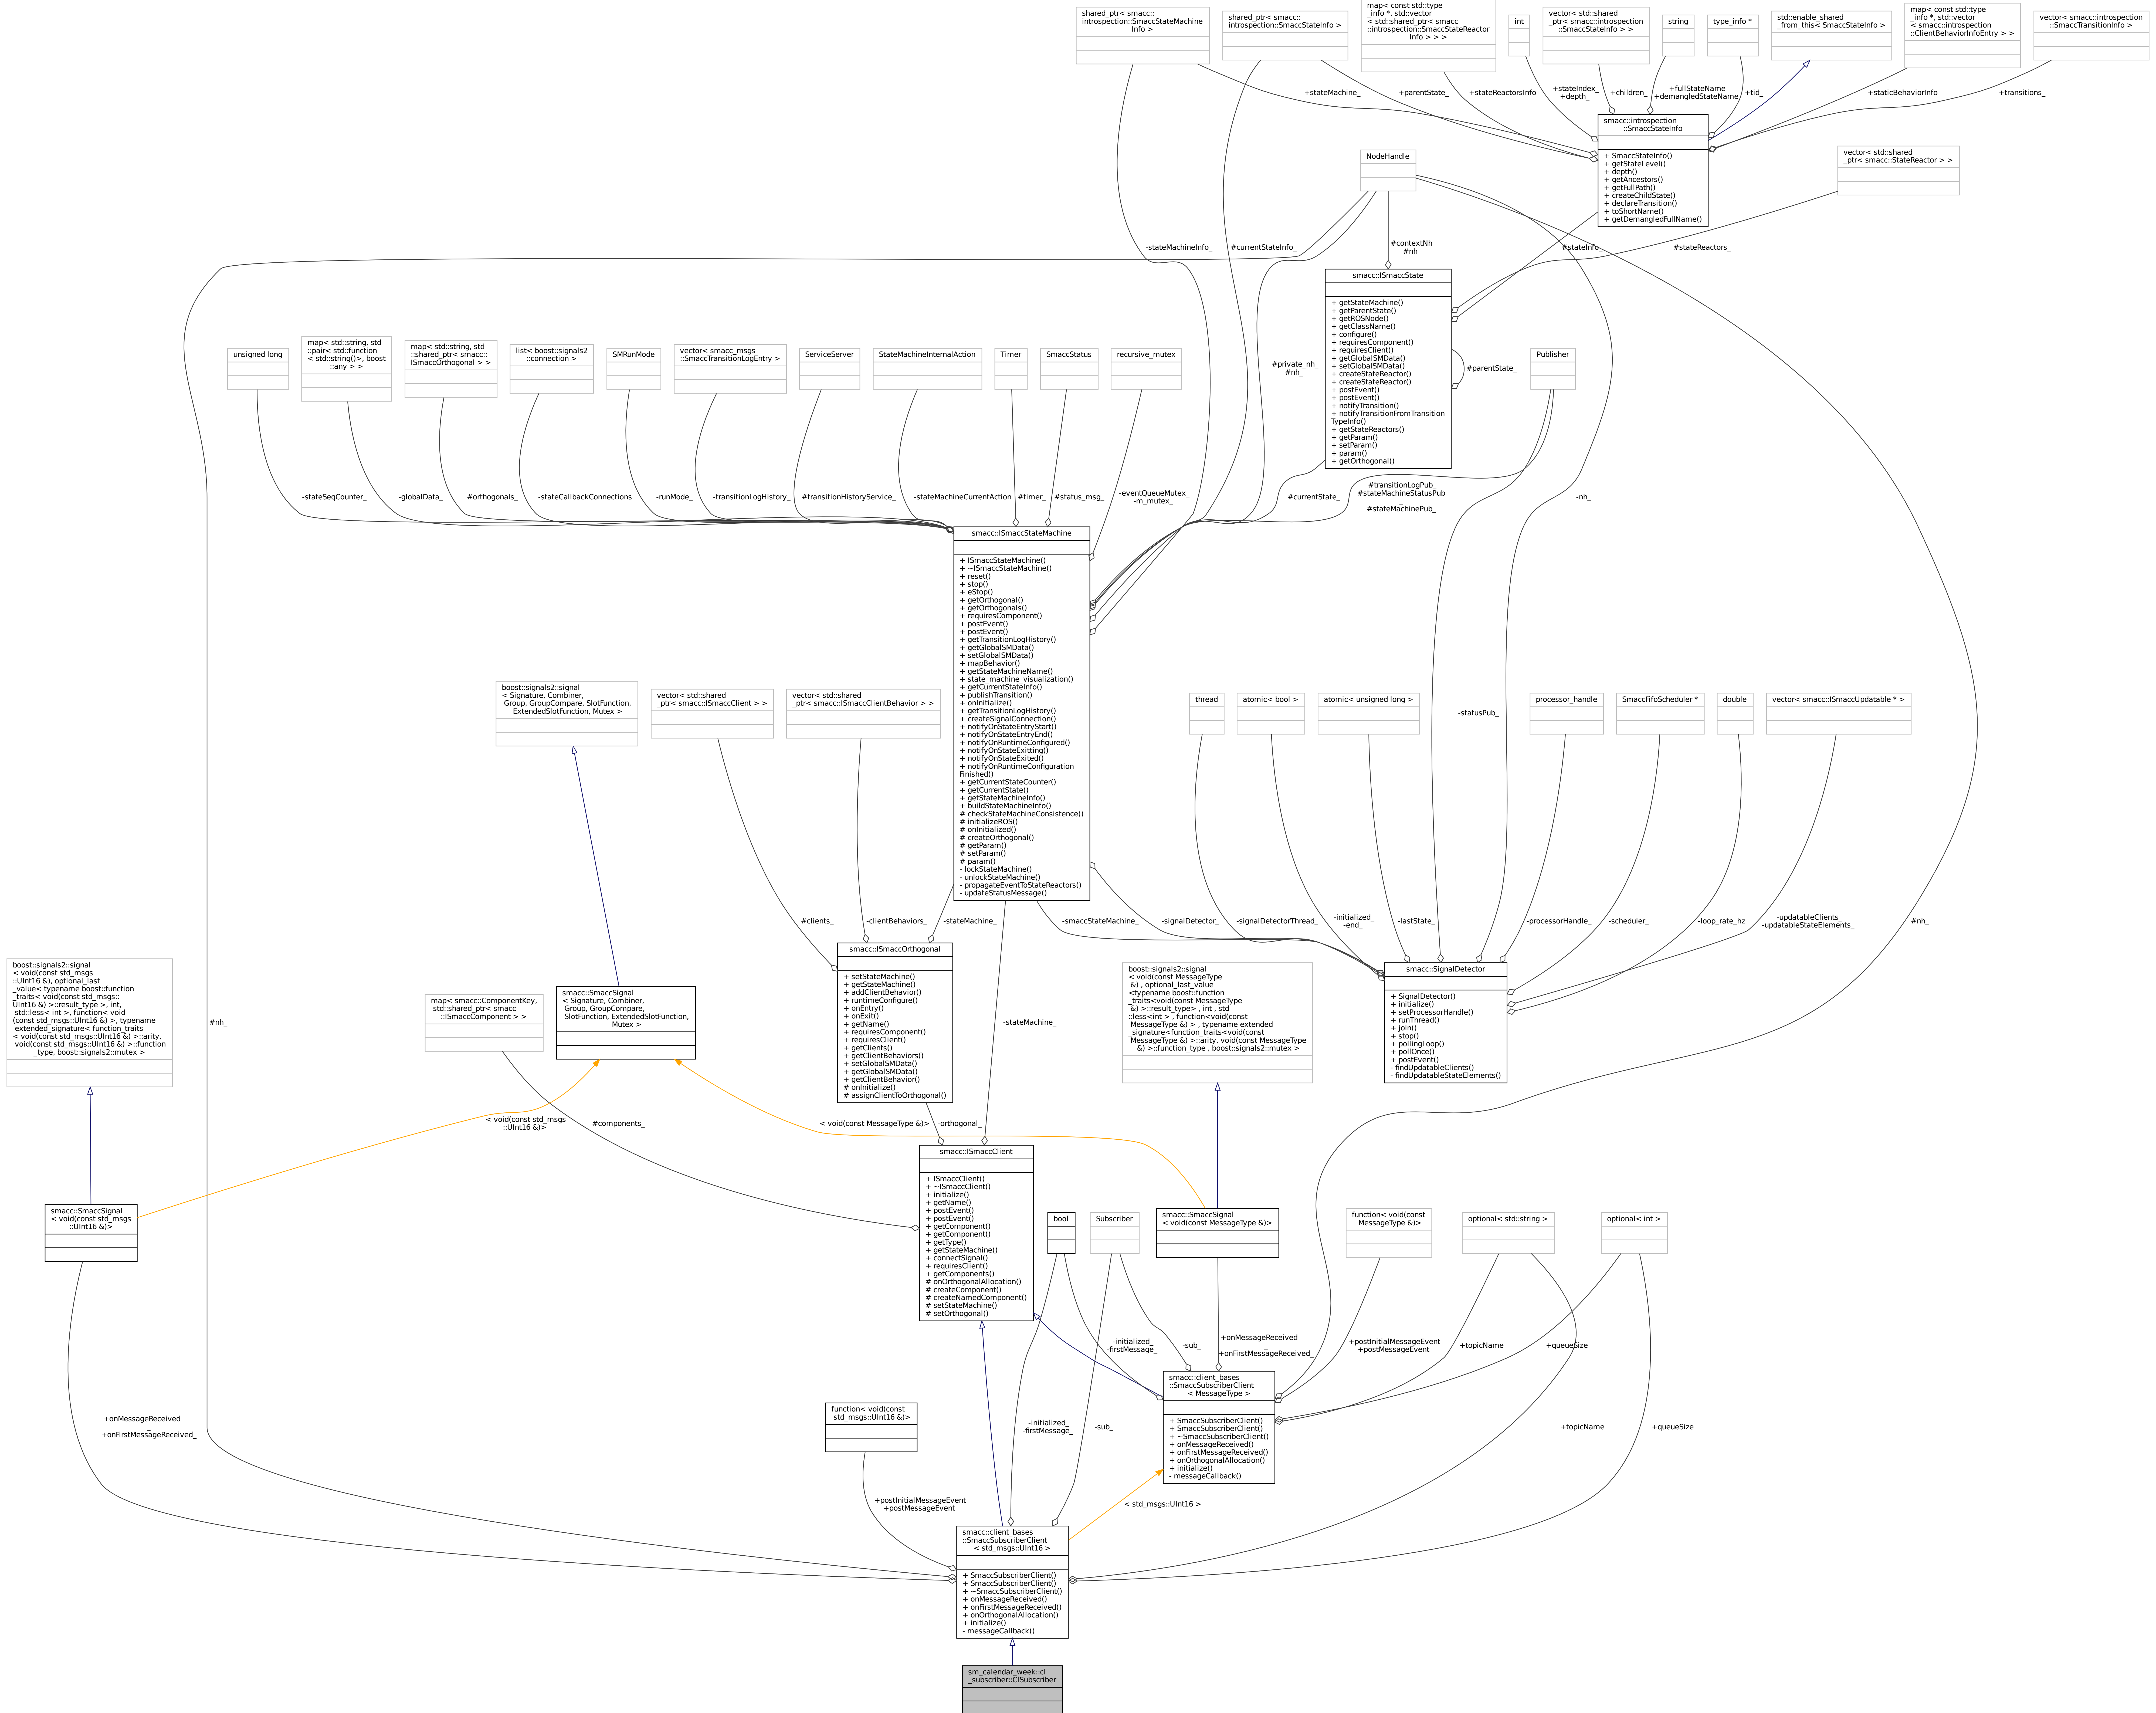 shared_ptr< smacc::
introspection::SmaccStateMachine
Info >
shared_ptr< smacc::
introspection::SmaccStateInfo >
map< const std::type
_info *, std::vector
< std::shared_ptr< smacc
::introspection::SmaccStateReactor
Info > > >
int
vector< std::shared
_ptr< smacc::introspection
::SmaccStateInfo > >
string
type_info *
std::enable_shared
_from_this< SmaccStateInfo >
map< const std::type
_info *, std::vector
< smacc::introspection
::ClientBehaviorInfoEntry > >
vector< smacc::introspection
::SmaccTransitionInfo >
+stateMachine_
+parentState_
+stateReactorsInfo
+stateIndex_
+depth_
+children_
+fullStateName
+demangledStateName
+tid_
+staticBehaviorInfo
+transitions_
smacc::introspection
::SmaccStateInfo
+ SmaccStateInfo()
+ getStateLevel()
+ depth()
+ getAncestors()
+ getFullPath()
+ createChildState()
+ declareTransition()
+ toShortName()
+ getDemangledFullName()
NodeHandle
vector< std::shared
_ptr< smacc::StateReactor > >
-stateMachineInfo_
#currentStateInfo_
#contextNh
#nh
#stateInfo_
#stateReactors_
smacc::ISmaccState
+ getStateMachine()
+ getParentState()
+ getROSNode()
+ getClassName()
+ configure()
+ requiresComponent()
+ requiresClient()
+ getGlobalSMData()
+ setGlobalSMData()
+ createStateReactor()
+ createStateReactor()
+ postEvent()
+ postEvent()
+ notifyTransition()
+ notifyTransitionFromTransition
TypeInfo()
+ getStateReactors()
+ getParam()
+ setParam()
+ param()
+ getOrthogonal()
#parentState_
#private_nh_
#nh_
unsigned long
map< std::string, std
::pair< std::function
< std::string()>, boost
::any > >
map< std::string, std
::shared_ptr< smacc::
ISmaccOrthogonal > >
list< boost::signals2
::connection >
SMRunMode
vector< smacc_msgs
::SmaccTransitionLogEntry >
ServiceServer
StateMachineInternalAction
Timer
SmaccStatus
recursive_mutex
Publisher
-stateSeqCounter_
-globalData_
#orthogonals_
-stateCallbackConnections
-runMode_
-transitionLogHistory_
#transitionHistoryService_
-stateMachineCurrentAction
#timer_
#status_msg_
-eventQueueMutex_
-m_mutex_
#currentState_
#transitionLogPub_
#stateMachineStatusPub
_
#stateMachinePub_
-nh_
smacc::ISmaccStateMachine
+ ISmaccStateMachine()
+ ~ISmaccStateMachine()
+ reset()
+ stop()
+ eStop()
+ getOrthogonal()
+ getOrthogonals()
+ requiresComponent()
+ postEvent()
+ postEvent()
+ getTransitionLogHistory()
+ getGlobalSMData()
+ setGlobalSMData()
+ mapBehavior()
+ getStateMachineName()
+ state_machine_visualization()
+ getCurrentStateInfo()
+ publishTransition()
+ onInitialize()
+ getTransitionLogHistory()
+ createSignalConnection()
+ notifyOnStateEntryStart()
+ notifyOnStateEntryEnd()
+ notifyOnRuntimeConfigured()
+ notifyOnStateExitting()
+ notifyOnStateExited()
+ notifyOnRuntimeConfiguration
Finished()
+ getCurrentStateCounter()
+ getCurrentState()
+ getStateMachineInfo()
+ buildStateMachineInfo()
# checkStateMachineConsistence()
# initializeROS()
# onInitialized()
# createOrthogonal()
# getParam()
# setParam()
# param()
- lockStateMachine()
- unlockStateMachine()
- propagateEventToStateReactors()
- updateStatusMessage()
boost::signals2::signal
< Signature, Combiner,
Group, GroupCompare, SlotFunction,
ExtendedSlotFunction, Mutex >
vector< std::shared
_ptr< smacc::ISmaccClient > >
vector< std::shared
_ptr< smacc::ISmaccClientBehavior > >
thread
atomic< bool >
atomic< unsigned long >
-statusPub_
processor_handle
SmaccFifoScheduler *
double
vector< smacc::ISmaccUpdatable * >
#clients_
-clientBehaviors_
-stateMachine_
-smaccStateMachine_
-signalDetector_
-signalDetectorThread_
-initialized_
-end_
-lastState_
-processorHandle_
-scheduler_
-loop_rate_hz
-updatableClients_
-updatableStateElements_
#nh_
smacc::ISmaccOrthogonal
+ setStateMachine()
+ getStateMachine()
+ addClientBehavior()
+ runtimeConfigure()
+ onEntry()
+ onExit()
+ getName()
+ requiresComponent()
+ requiresClient()
+ getClients()
+ getClientBehaviors()
+ setGlobalSMData()
+ getGlobalSMData()
+ getClientBehavior()
# onInitialize()
# assignClientToOrthogonal()
smacc::SignalDetector
+ SignalDetector()
+ initialize()
+ setProcessorHandle()
+ runThread()
+ join()
+ stop()
+ pollingLoop()
+ pollOnce()
+ postEvent()
- findUpdatableClients()
- findUpdatableStateElements()
boost::signals2::signal
< void(const std_msgs
::UInt16 &), optional_last
_value< typename boost::function
_traits< void(const std_msgs::
UInt16 &) >::result_type >, int,
std::less< int >, function< void
(const std_msgs::UInt16 &) >, typename
extended_signature< function_traits
< void(const std_msgs::UInt16 &) >::arity,
void(const std_msgs::UInt16 &) >::function
_type, boost::signals2::mutex >
#nh_
map< smacc::ComponentKey,
std::shared_ptr< smacc
::ISmaccComponent > >
smacc::SmaccSignal
< Signature, Combiner,
Group, GroupCompare,
SlotFunction, ExtendedSlotFunction,
Mutex >
-stateMachine_
boost::signals2::signal
< void(const MessageType
&) , optional_last_value
<typename boost::function
_traits<void(const MessageType
&) >::result_type> , int , std
::less<int > , function<void(const
MessageType &) > , typename extended
_signature<function_traits<void(const
MessageType &) >::arity, void(const MessageType
&) >::function_type , boost::signals2::mutex >
< void(const std_msgs
::UInt16 &)>
#components_
< void(const MessageType &)>
-orthogonal_
smacc::ISmaccClient
+ ISmaccClient()
+ ~ISmaccClient()
+ initialize()
+ getName()
+ postEvent()
+ postEvent()
+ getComponent()
+ getComponent()
+ getType()
+ getStateMachine()
+ connectSignal()
+ requiresClient()
+ getComponents()
# onOrthogonalAllocation()
# createComponent()
# createNamedComponent()
# setStateMachine()
# setOrthogonal()
smacc::SmaccSignal
< void(const std_msgs
::UInt16 &)>
bool
Subscriber
smacc::SmaccSignal
< void(const MessageType &)>
function< void(const
MessageType &)>
optional< std::string >
optional< int >
-initialized_
-firstMessage_
-sub_
+onMessageReceived
_
+onFirstMessageReceived_
+postInitialMessageEvent
+postMessageEvent
+topicName
+queueSize
smacc::client_bases
::SmaccSubscriberClient
< MessageType >
+ SmaccSubscriberClient()
+ SmaccSubscriberClient()
+ ~SmaccSubscriberClient()
+ onMessageReceived()
+ onFirstMessageReceived()
+ onOrthogonalAllocation()
+ initialize()
- messageCallback()
function< void(const
std_msgs::UInt16 &)>
+onMessageReceived
_
+onFirstMessageReceived_
-initialized_
-firstMessage_
-sub_
+topicName
+queueSize
+postInitialMessageEvent
+postMessageEvent
< std_msgs::UInt16 >
smacc::client_bases
::SmaccSubscriberClient
< std_msgs::UInt16 >
+ SmaccSubscriberClient()
+ SmaccSubscriberClient()
+ ~SmaccSubscriberClient()
+ onMessageReceived()
+ onFirstMessageReceived()
+ onOrthogonalAllocation()
+ initialize()
- messageCallback()
sm_calendar_week::cl
_subscriber::ClSubscriber